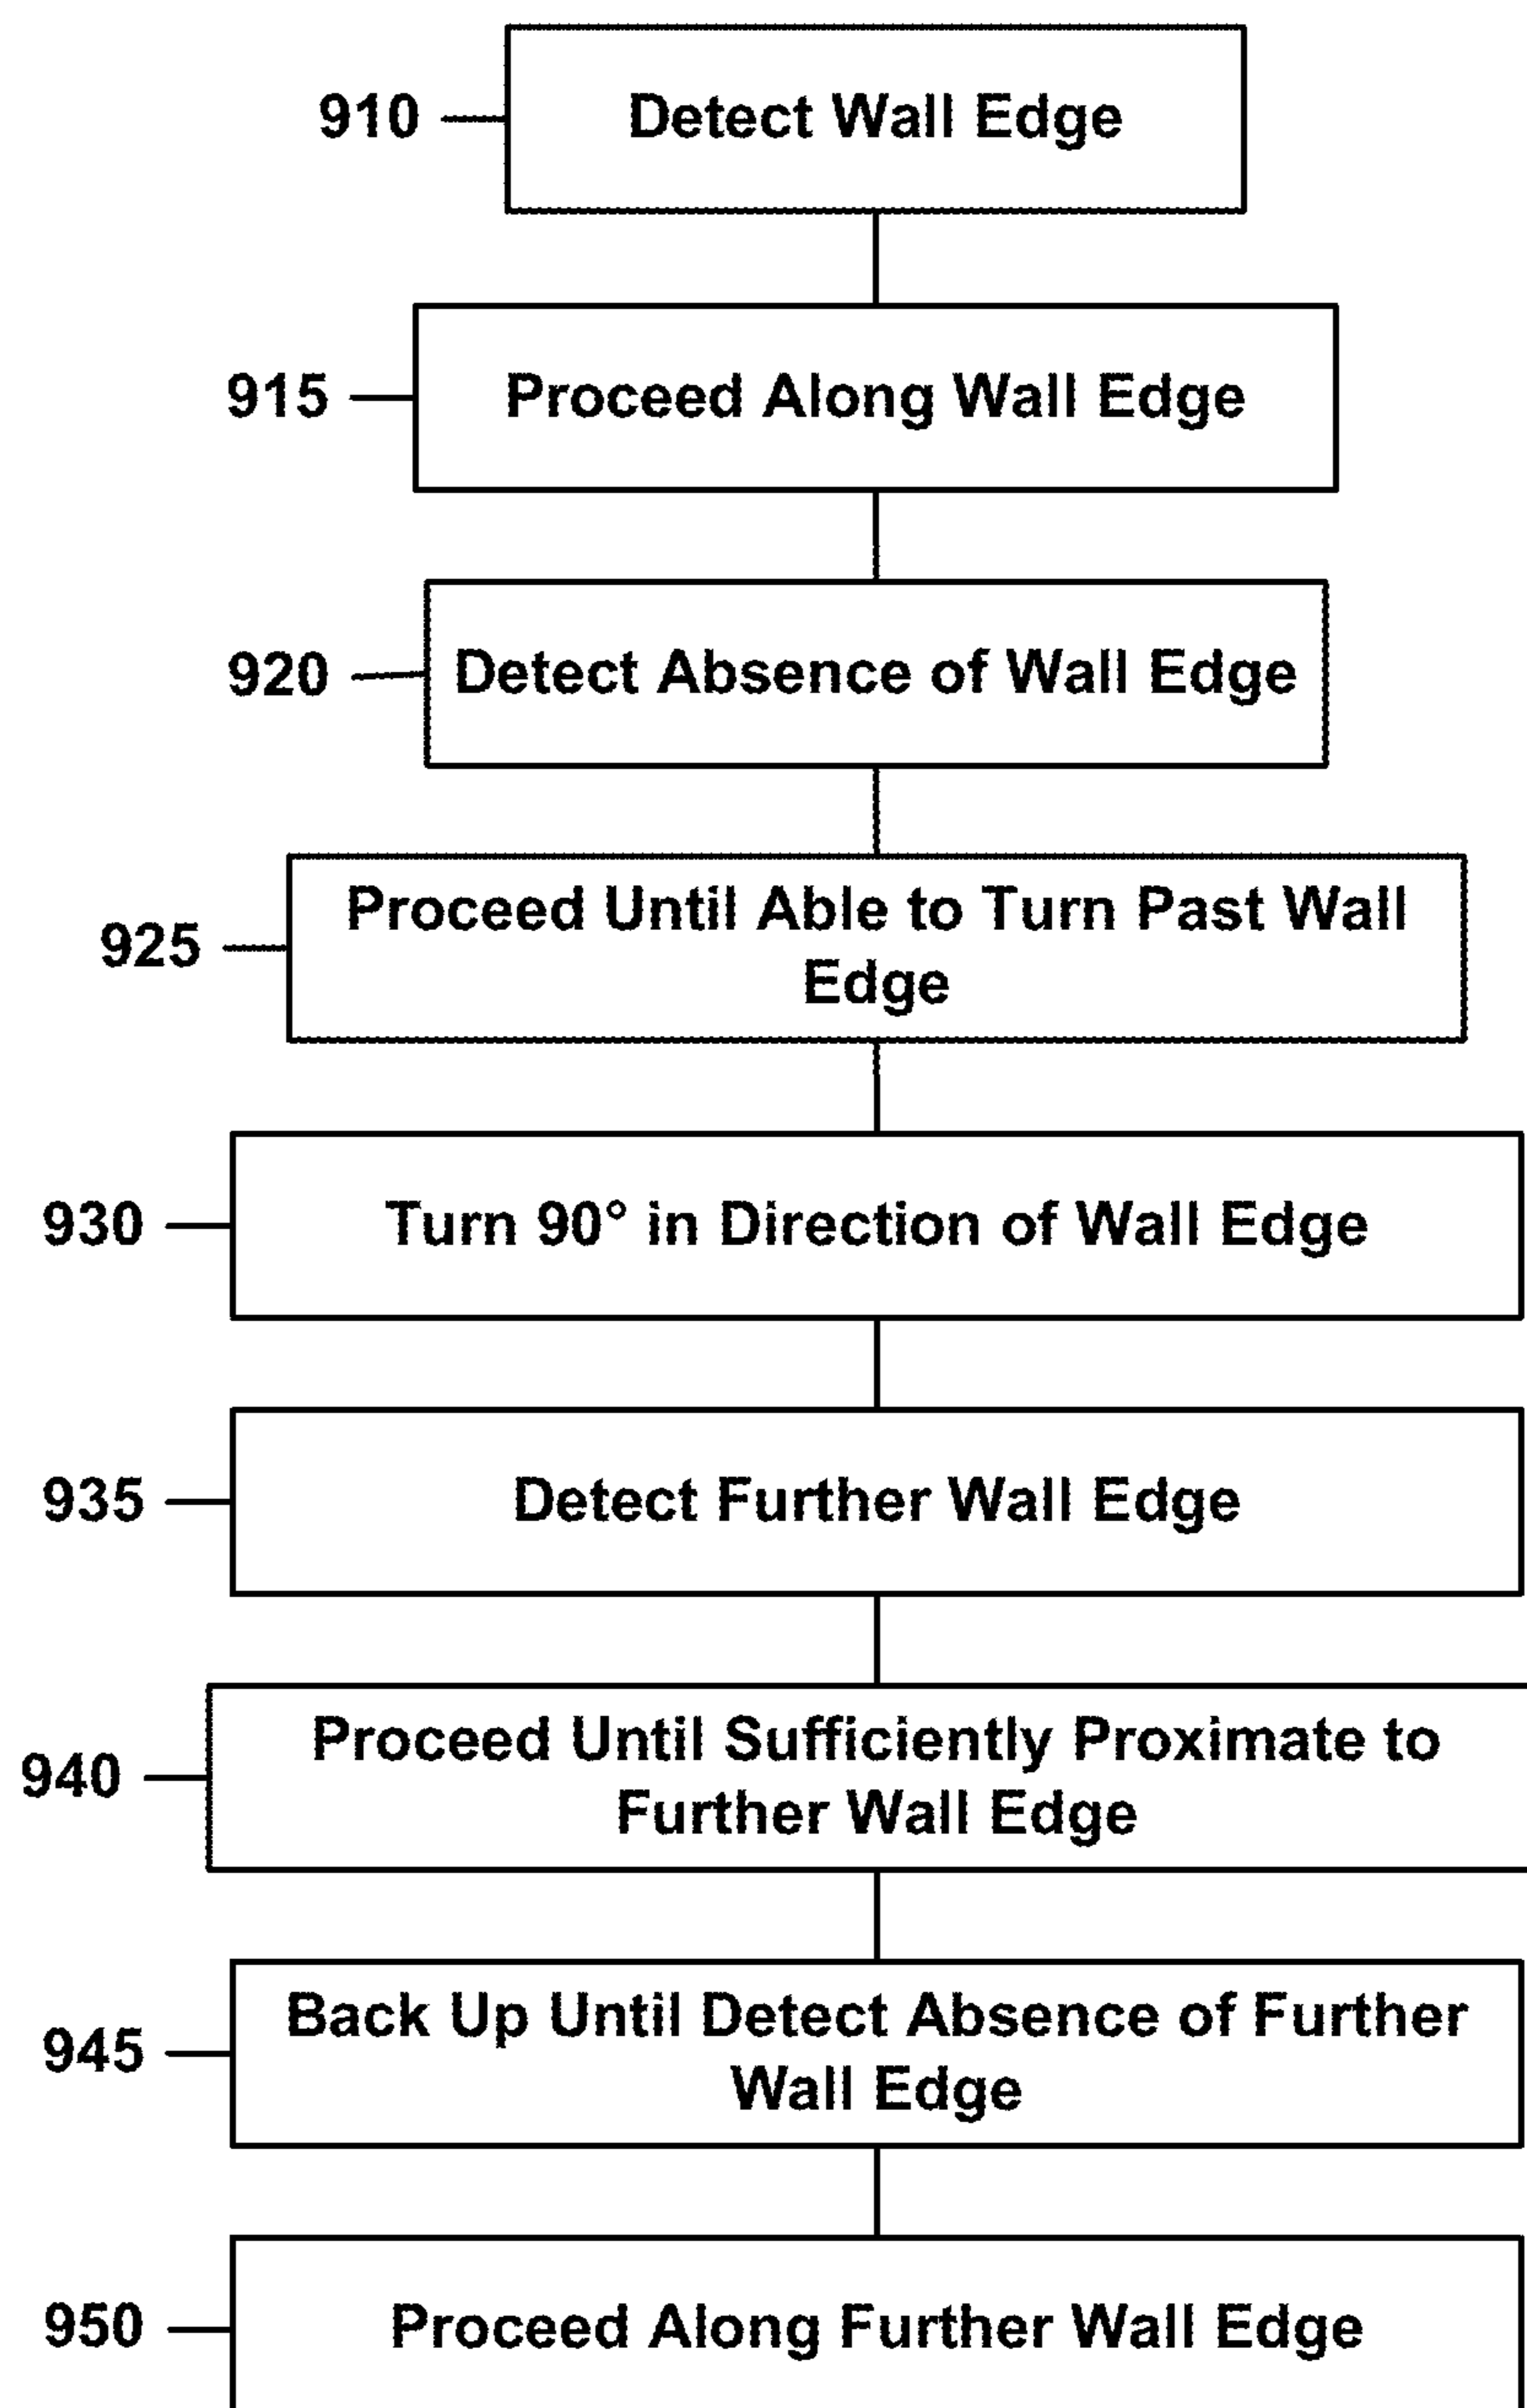 910 Detect Wall Edge
915 Proceed Along Wall Edge
920 Detect Absence of Wall Edge
925 Proceed Until Able to Turn Past Wall
Edge
930 Turn 90° in Direction of Wall Edge
935 Detect Further Wall Edge
940 Proceed Until Sufficiently Proximate to
Further Wall Edge
945 Back Up Until Detect Absence of Further
Wall Edge
950 Proceed Along Further Wall Edge